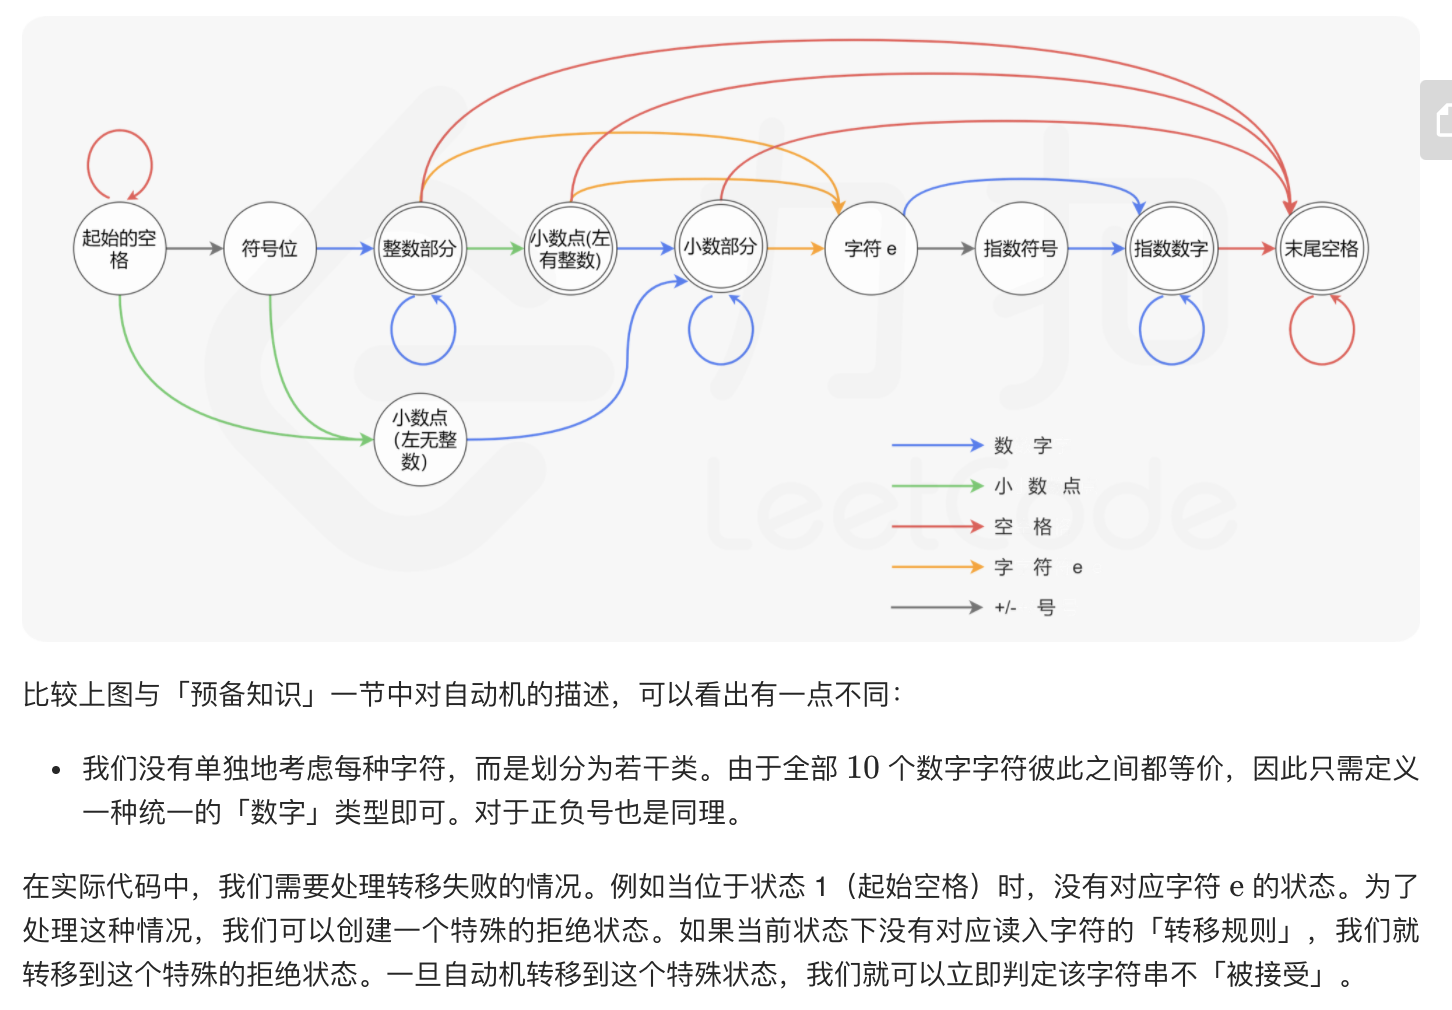 起始的空
格
符号位
整数部分
小数点(左
有整数)
小数部分
字符 e
指数符号
指数数字
末尾空格
小数点
（左无整
数）
数 字
小 数 点
空 格
字 符 e
+/- 号
力扣
LeetCode
比较上图与「预备知识」一节中对自动机的描述，可以看出有一点不同：
• 我们没有单独地考虑每种字符，而是划分为若干类。由于全部 10 个数字字符彼此之间都等价，因此只需定义
一种统一的「数字」类型即可。对于正负号也是同理。
在实际代码中，我们需要处理转移失败的情况。例如当位于状态 1（起始空格）时，没有对应字符 e 的状态。为了
处理这种情况，我们可以创建一个特殊的拒绝状态。如果当前状态下没有对应读入字符的「转移规则」，我们就
转移到这个特殊的拒绝状态。一旦自动机转移到这个特殊状态，我们就可以立即判定该字符串不「被接受」。